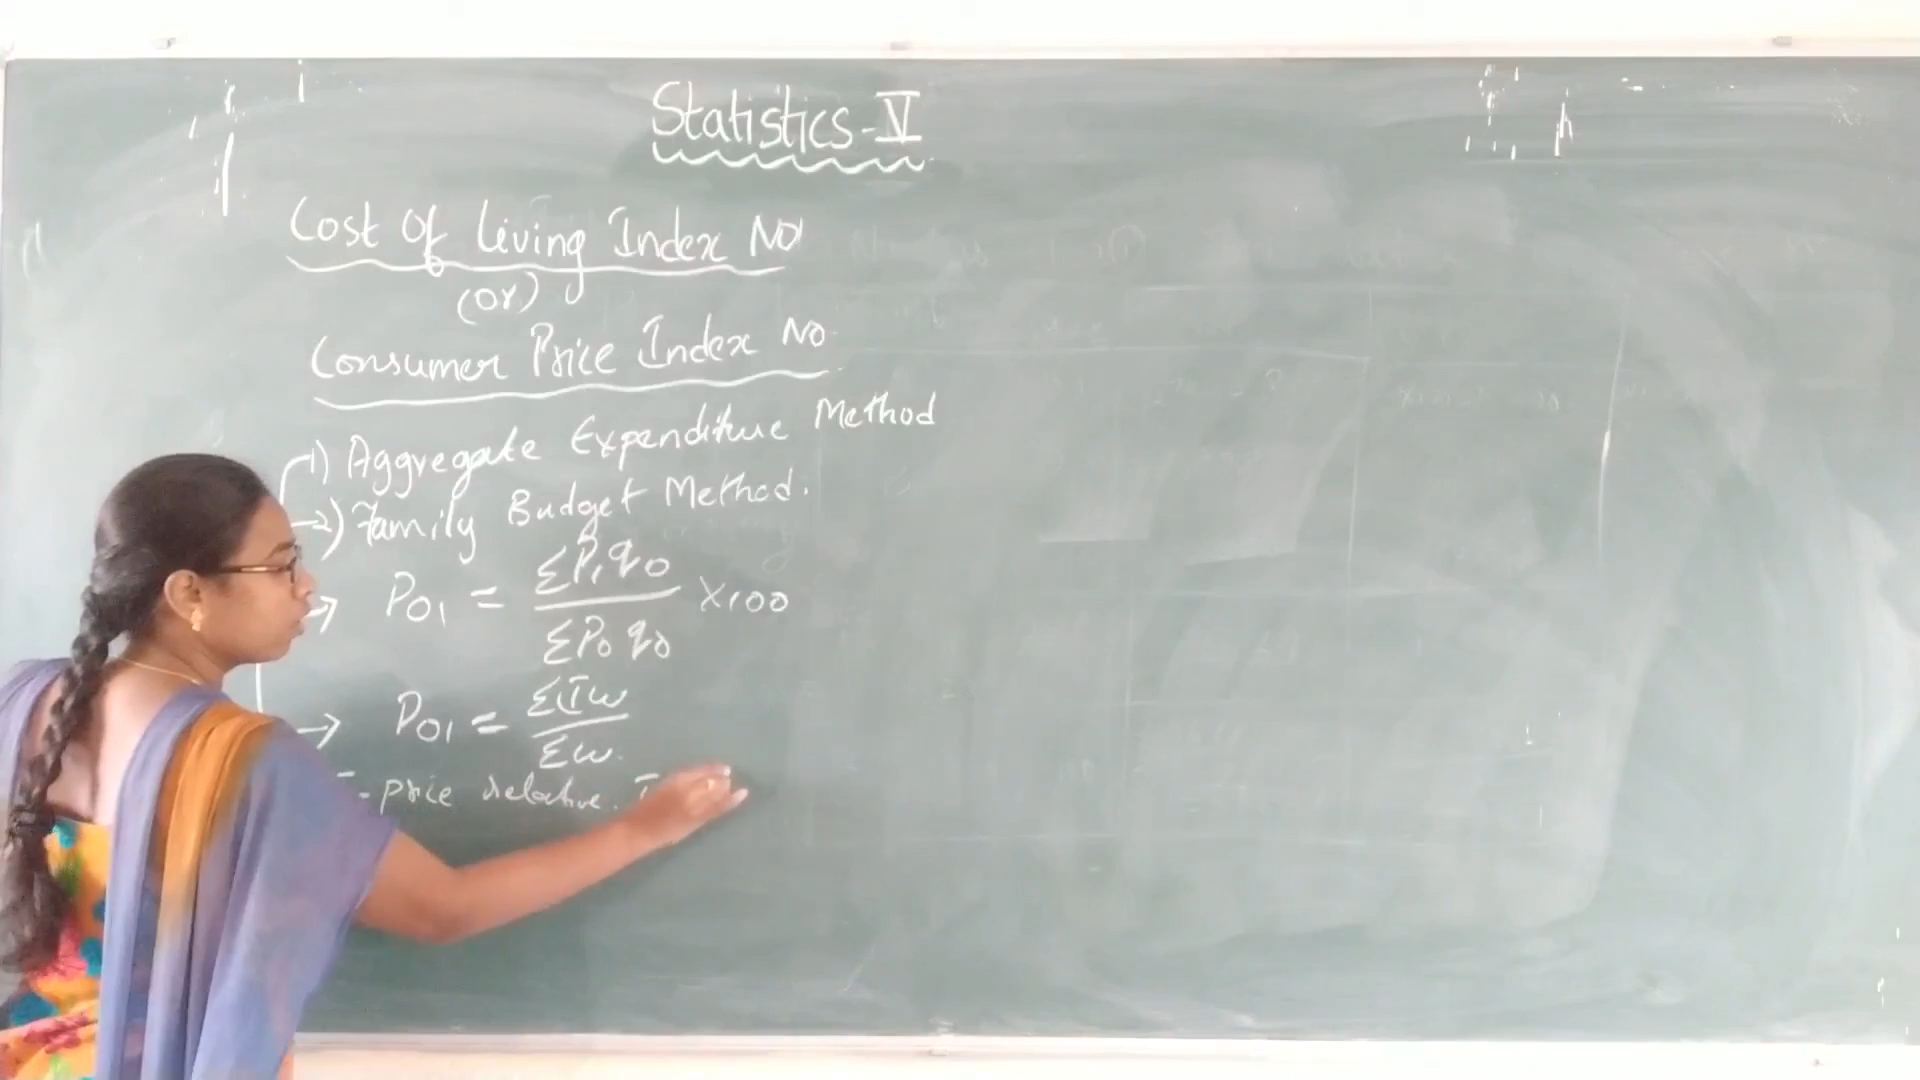 Statistics-V
Cost Of Living Index No
(Or)
Consumer Price Index No.
1) Aggregate Expenditure Method
2) Family Budget Method.
→ P01 = ΣP1q0 / ΣP0q0 ×100
→ P01 = ΣIw / Σw.
I - price relative. I